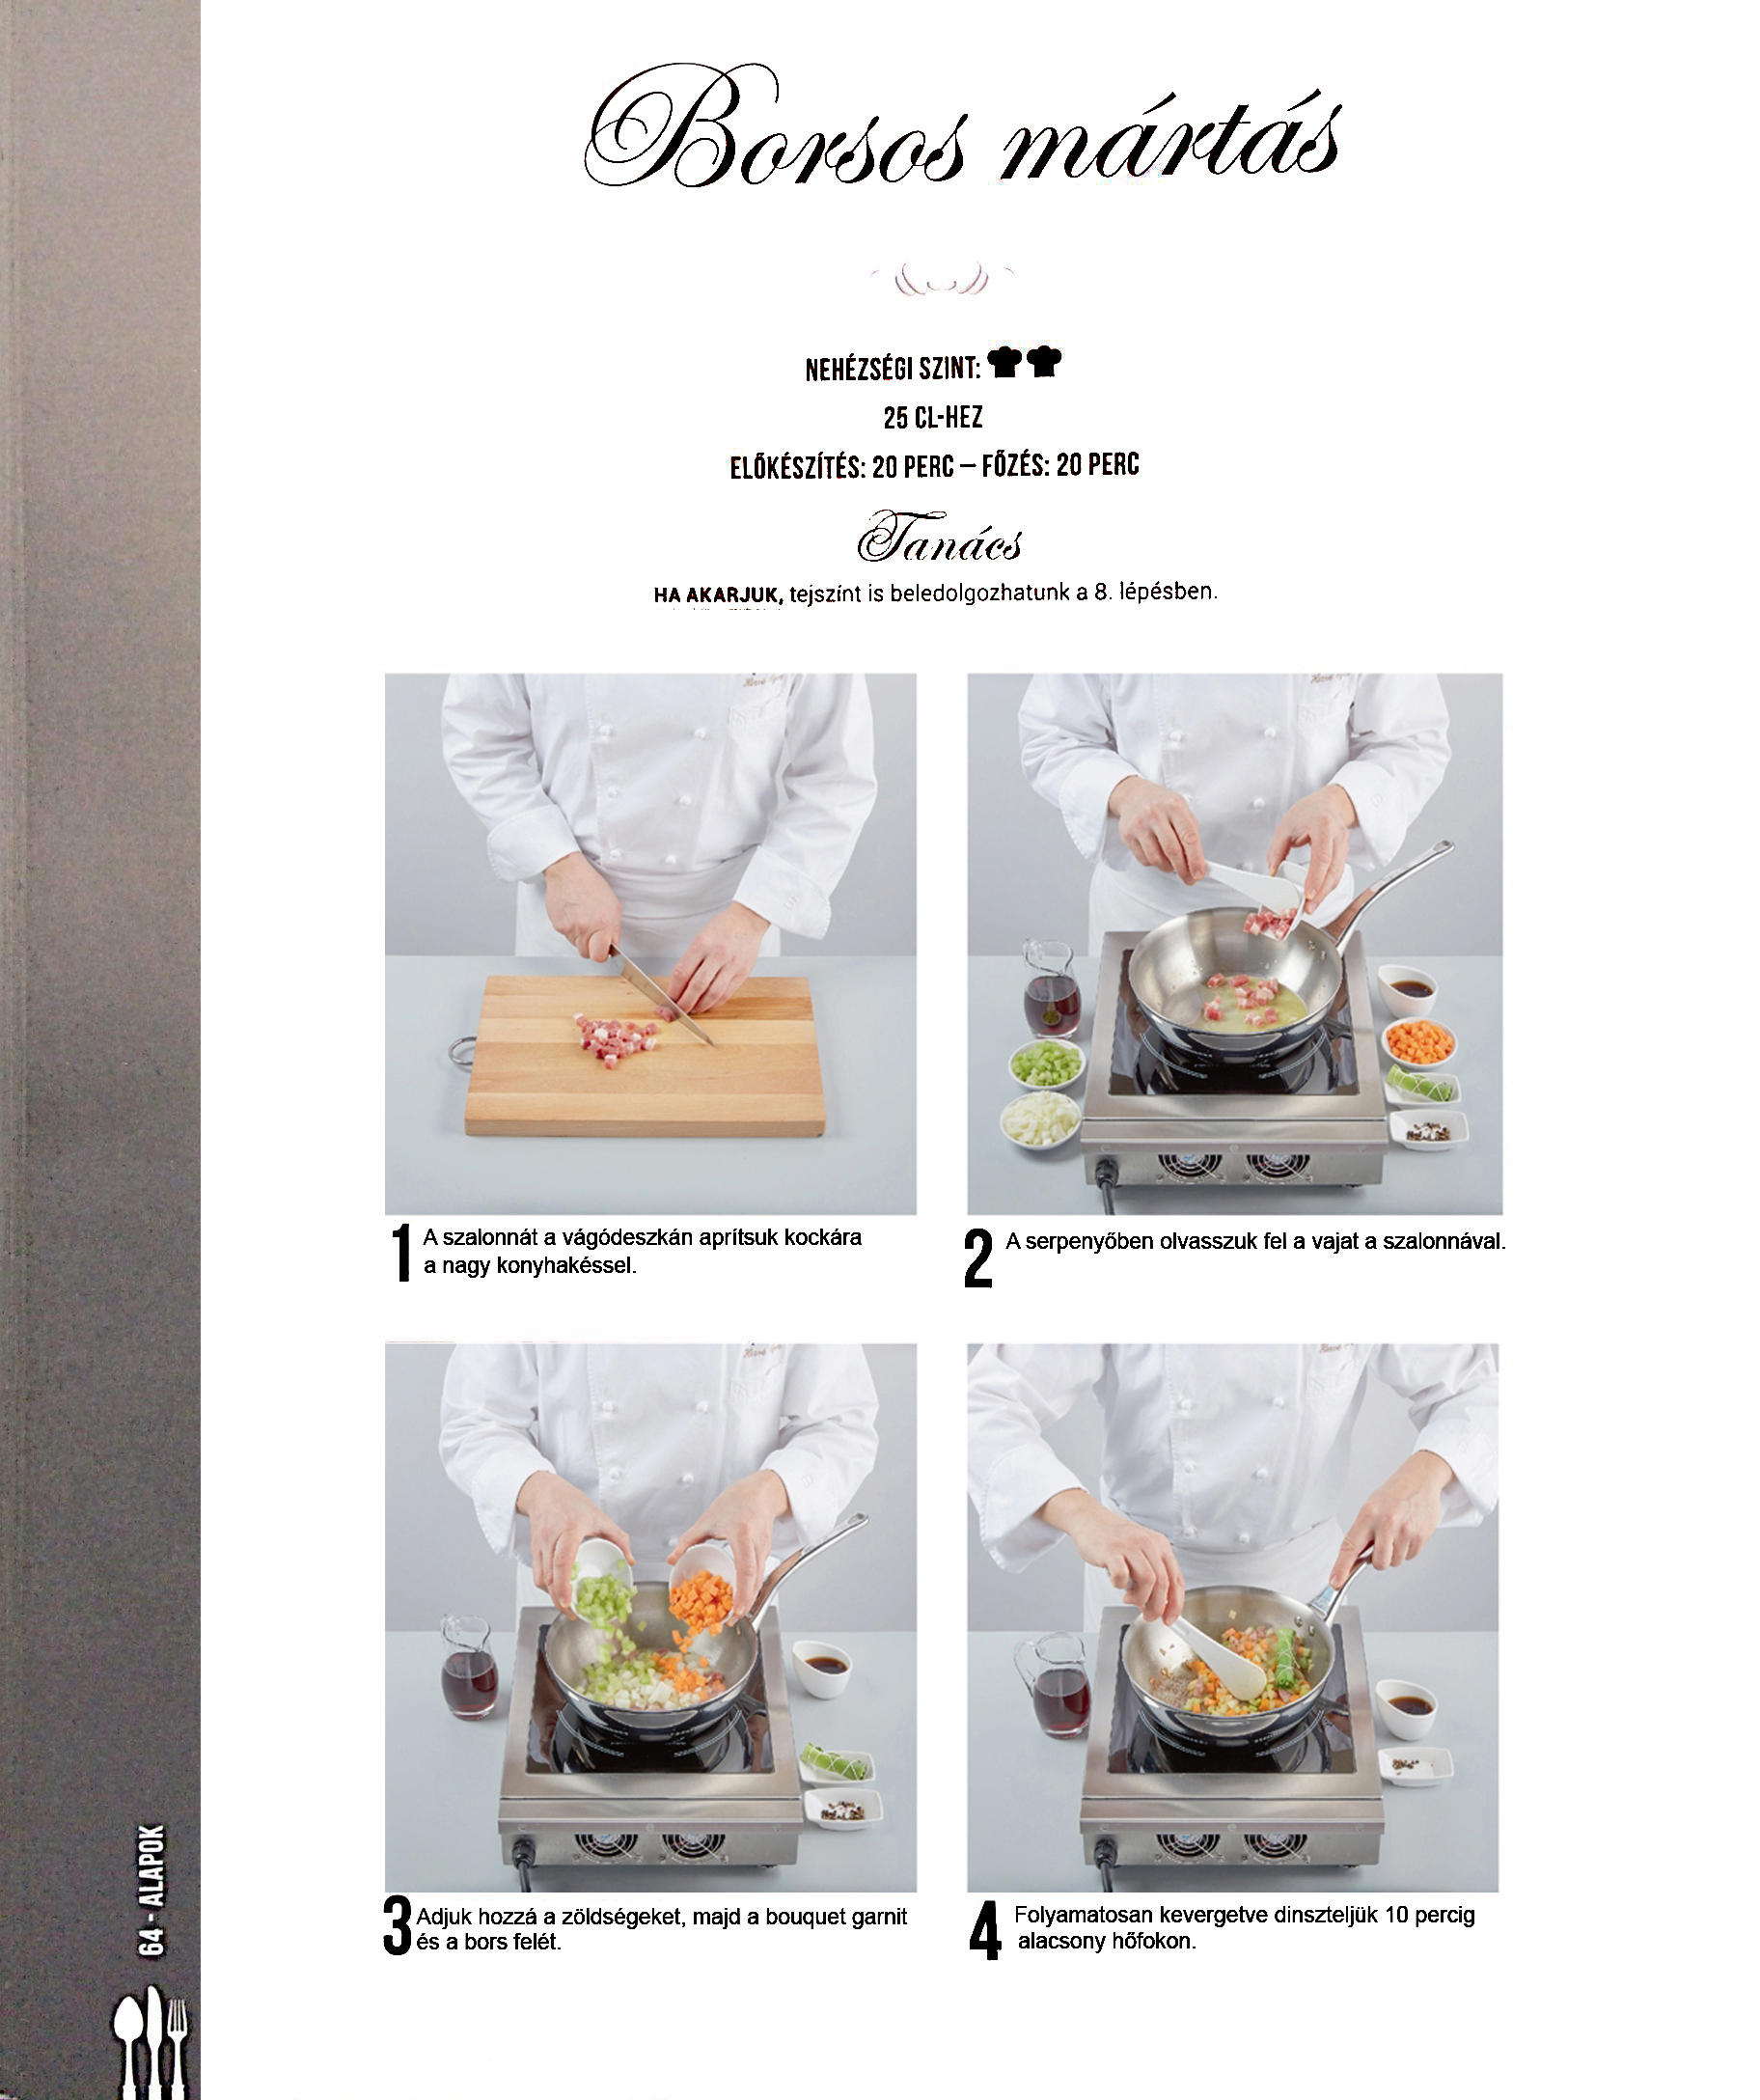 Borsos mártás
NEHÉZSÉGI SZINT:
25 CL-HEZ
ELŐKÉSZÍTÉS: 20 PERC – FŐZÉS: 20 PERC
Tanács
HA AKARJUK, tejszínt is beledolgozhatunk a 8. lépésben.
1 A szalonnát a vágódeszkán aprítsuk kockára
a nagy konyhakéssel.
2 A serpenyőben olvasszuk fel a vajat a szalonnával.
3 Adjuk hozzá a zöldségeket, majd a bouquet garnit
és a bors felét.
4 Folyamatosan kevergetve dinszteljük 10 percig
alacsony hőfokon.
64 - ALAPOK